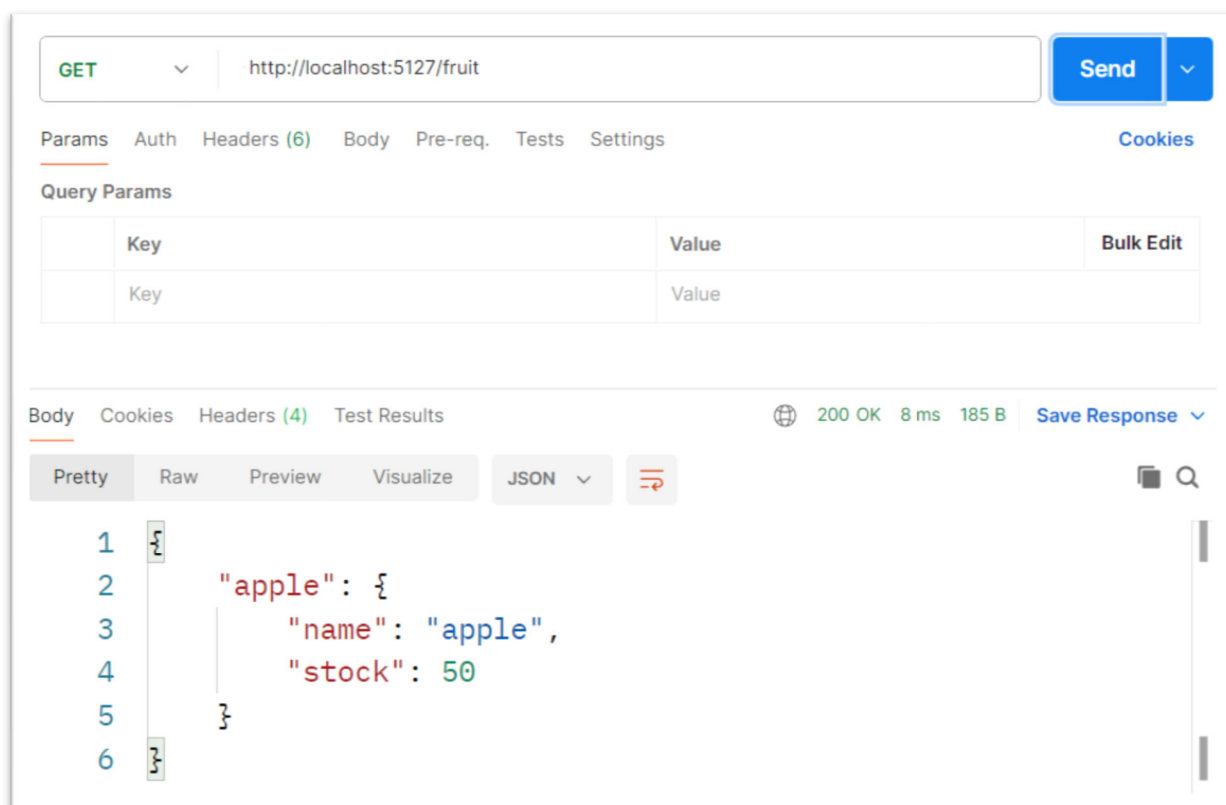 GET http://localhost:5127/fruit Send
Params Auth Headers (6) Body Pre-req. Tests Settings Cookies
Query Params
Key Value Bulk Edit
Key Value
Body Cookies Headers (4) Test Results 200 OK 8 ms 185 B Save Response
Pretty Raw Preview Visualize JSON
1 {
2 "apple": {
3 "name": "apple",
4 "stock": 50
5 }
6 }